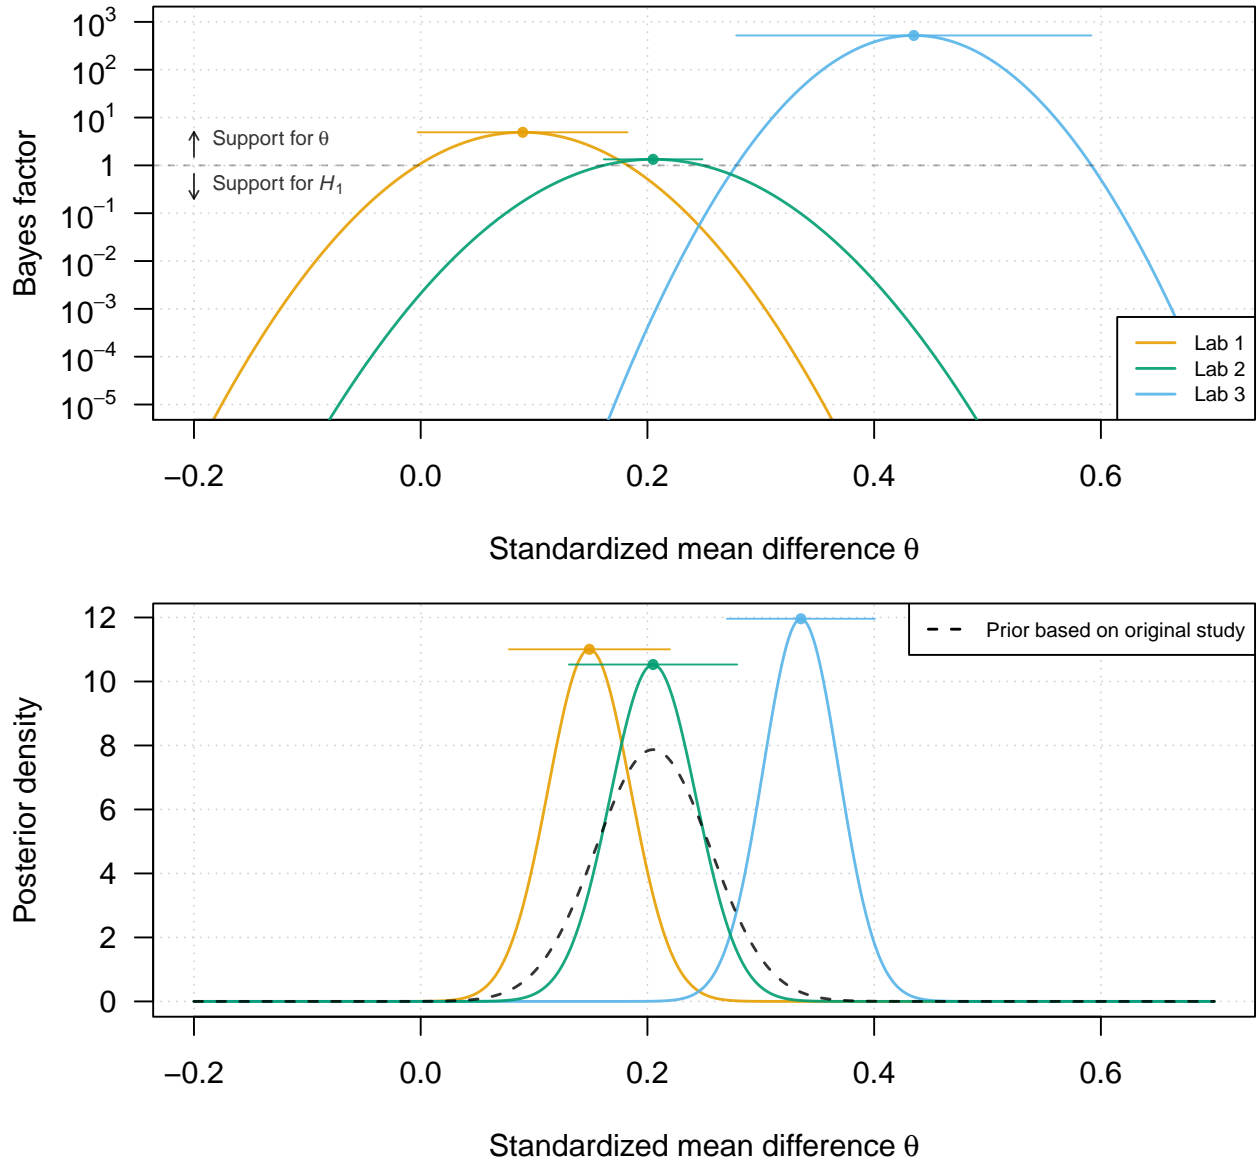 Bayes factor
10³
10²
10¹
1
10⁻¹
10⁻²
10⁻³
10⁻⁴
10⁻⁵
Support for θ
Support for H₁
Lab 1
Lab 2
Lab 3
−0.2 0.0 0.2 0.4 0.6
Standardized mean difference θ
Posterior density
12
10
8
6
4
2
0
Prior based on original study
−0.2 0.0 0.2 0.4 0.6
Standardized mean difference θ